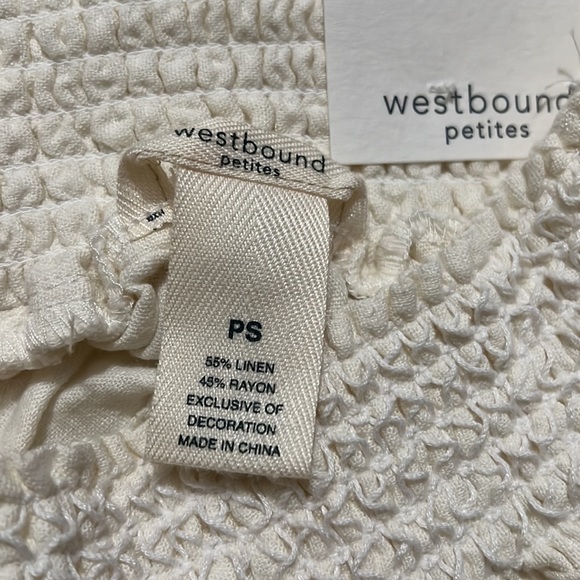 westbound
petites
westbound
petites
PS
55% LINEN
45% RAYON
EXCLUSIVE OF
DECORATION
MADE IN CHINA